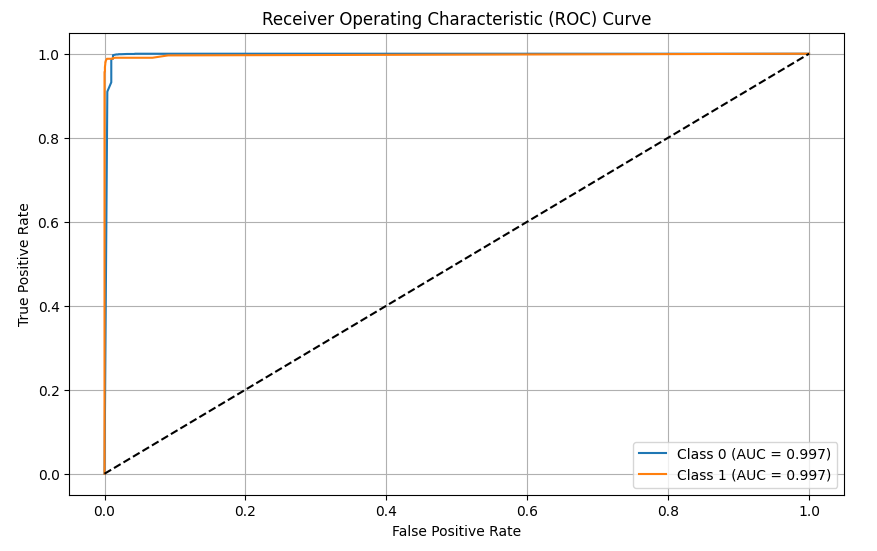 Receiver Operating Characteristic (ROC) Curve
True Positive Rate
1.0
0.8
0.6
0.4
0.2
0.0
0.0 0.2 0.4 0.6 0.8 1.0
False Positive Rate
Class 0 (AUC = 0.997)
Class 1 (AUC = 0.997)